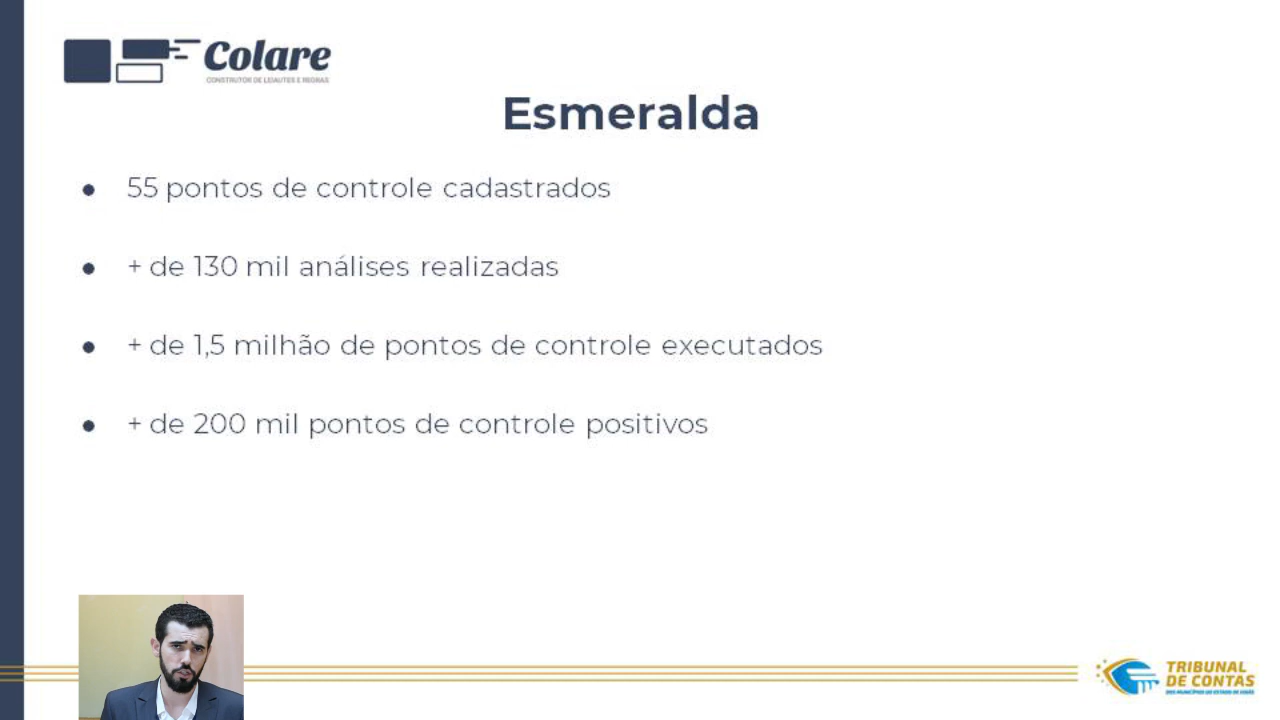 Colare
CONSTRUTOR DE LEIAUTES E REGRAS
Esmeralda
● 55 pontos de controle cadastrados
● + de 130 mil análises realizadas
● + de 1,5 milhão de pontos de controle executados
● + de 200 mil pontos de controle positivos
TRIBUNAL
DE CONTAS
DOS MUNICÍPIOS DO ESTADO DE GOIÁS